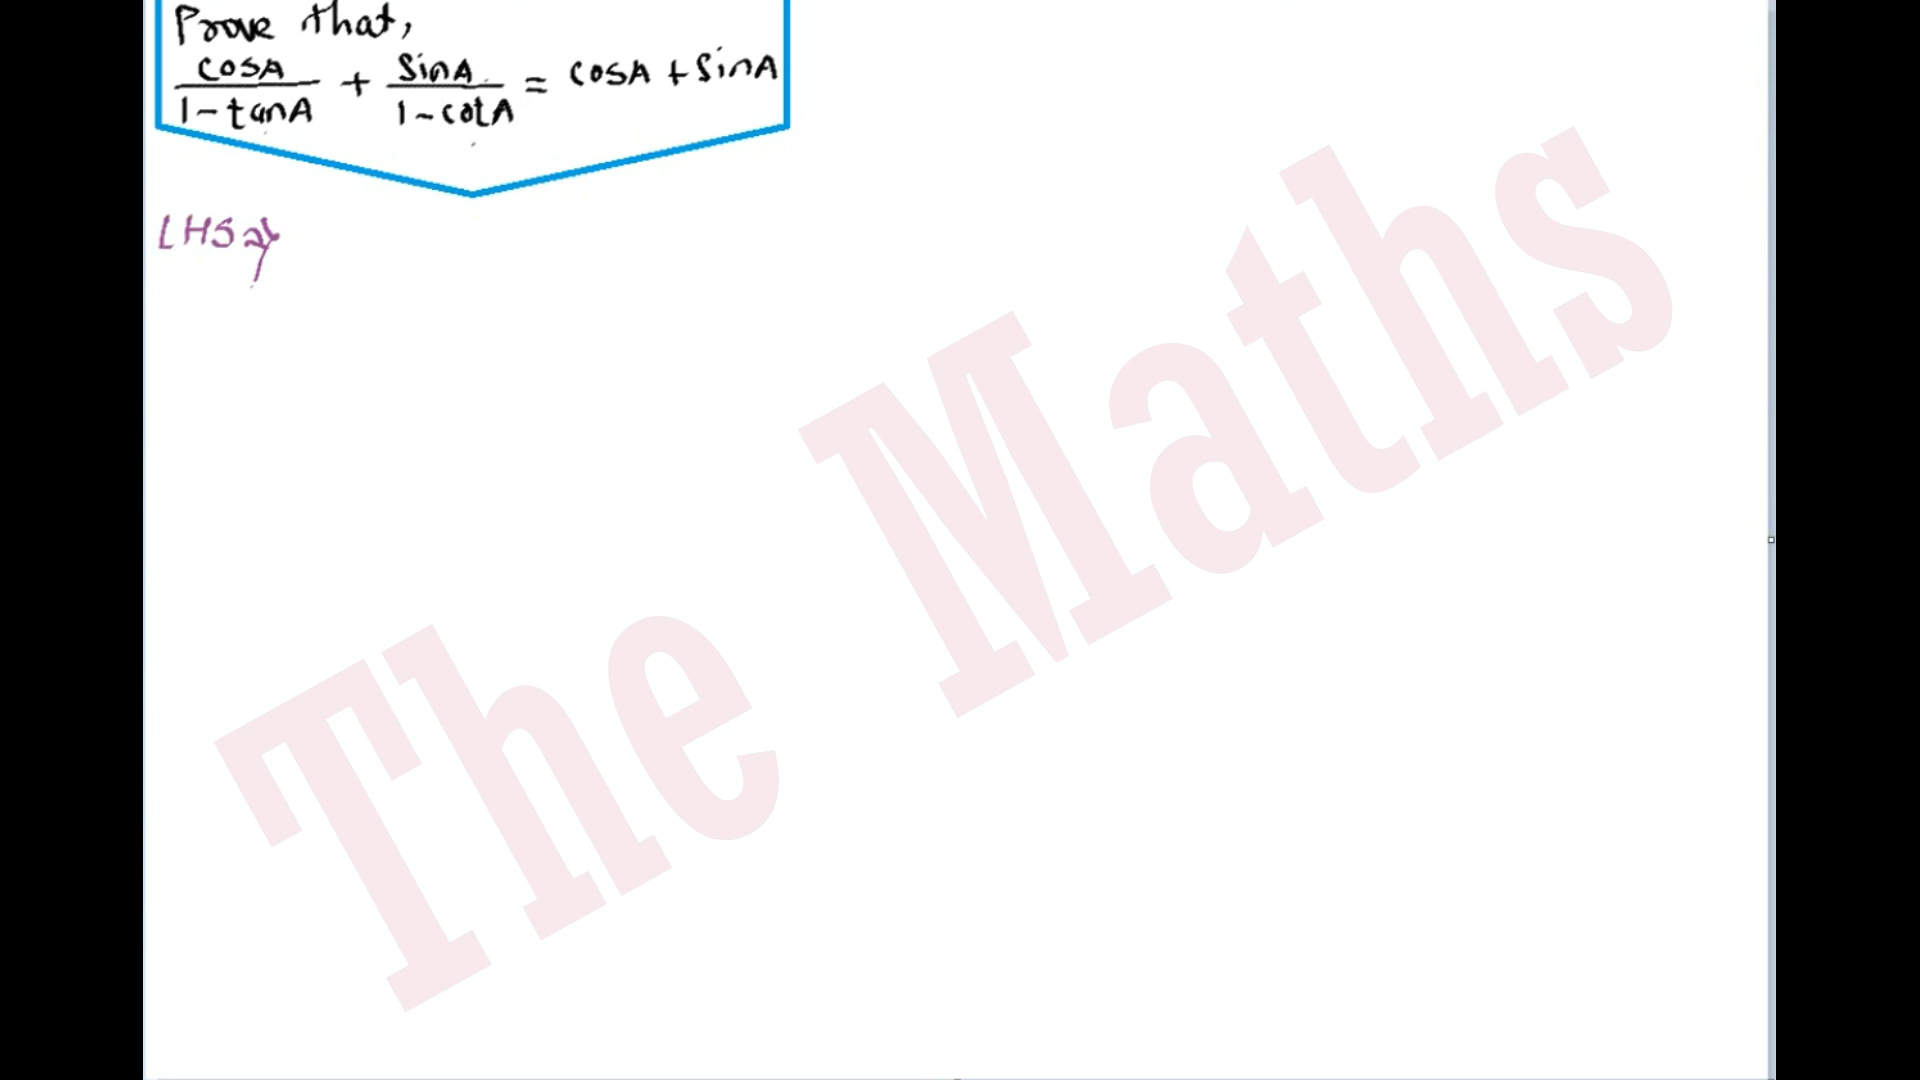 Prove that,
cosA/1-tanA + SinA/1-cotA = cosA + SinA
LHS
The Maths